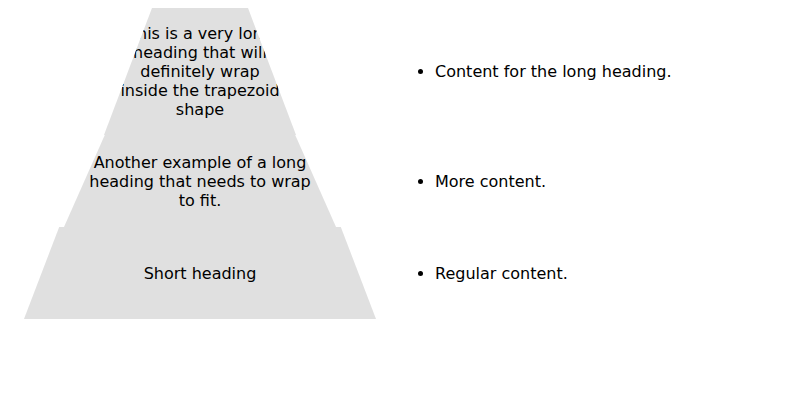 his is a very lon
heading that will
definitely wrap
inside the trapezoid
shape
• Content for the long heading.
Another example of a long
heading that needs to wrap
to fit.
• More content.
Short heading
• Regular content.